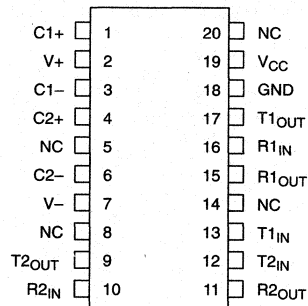 C1+ 1 20 NC
V+ 2 19 VCC
C1− 3 18 GND
C2+ 4 17 T1OUT
NC 5 16 R1IN
C2− 6 15 R1OUT
V− 7 14 NC
NC 8 13 T1IN
T2OUT 9 12 T2IN
R2IN 10 11 R2OUT